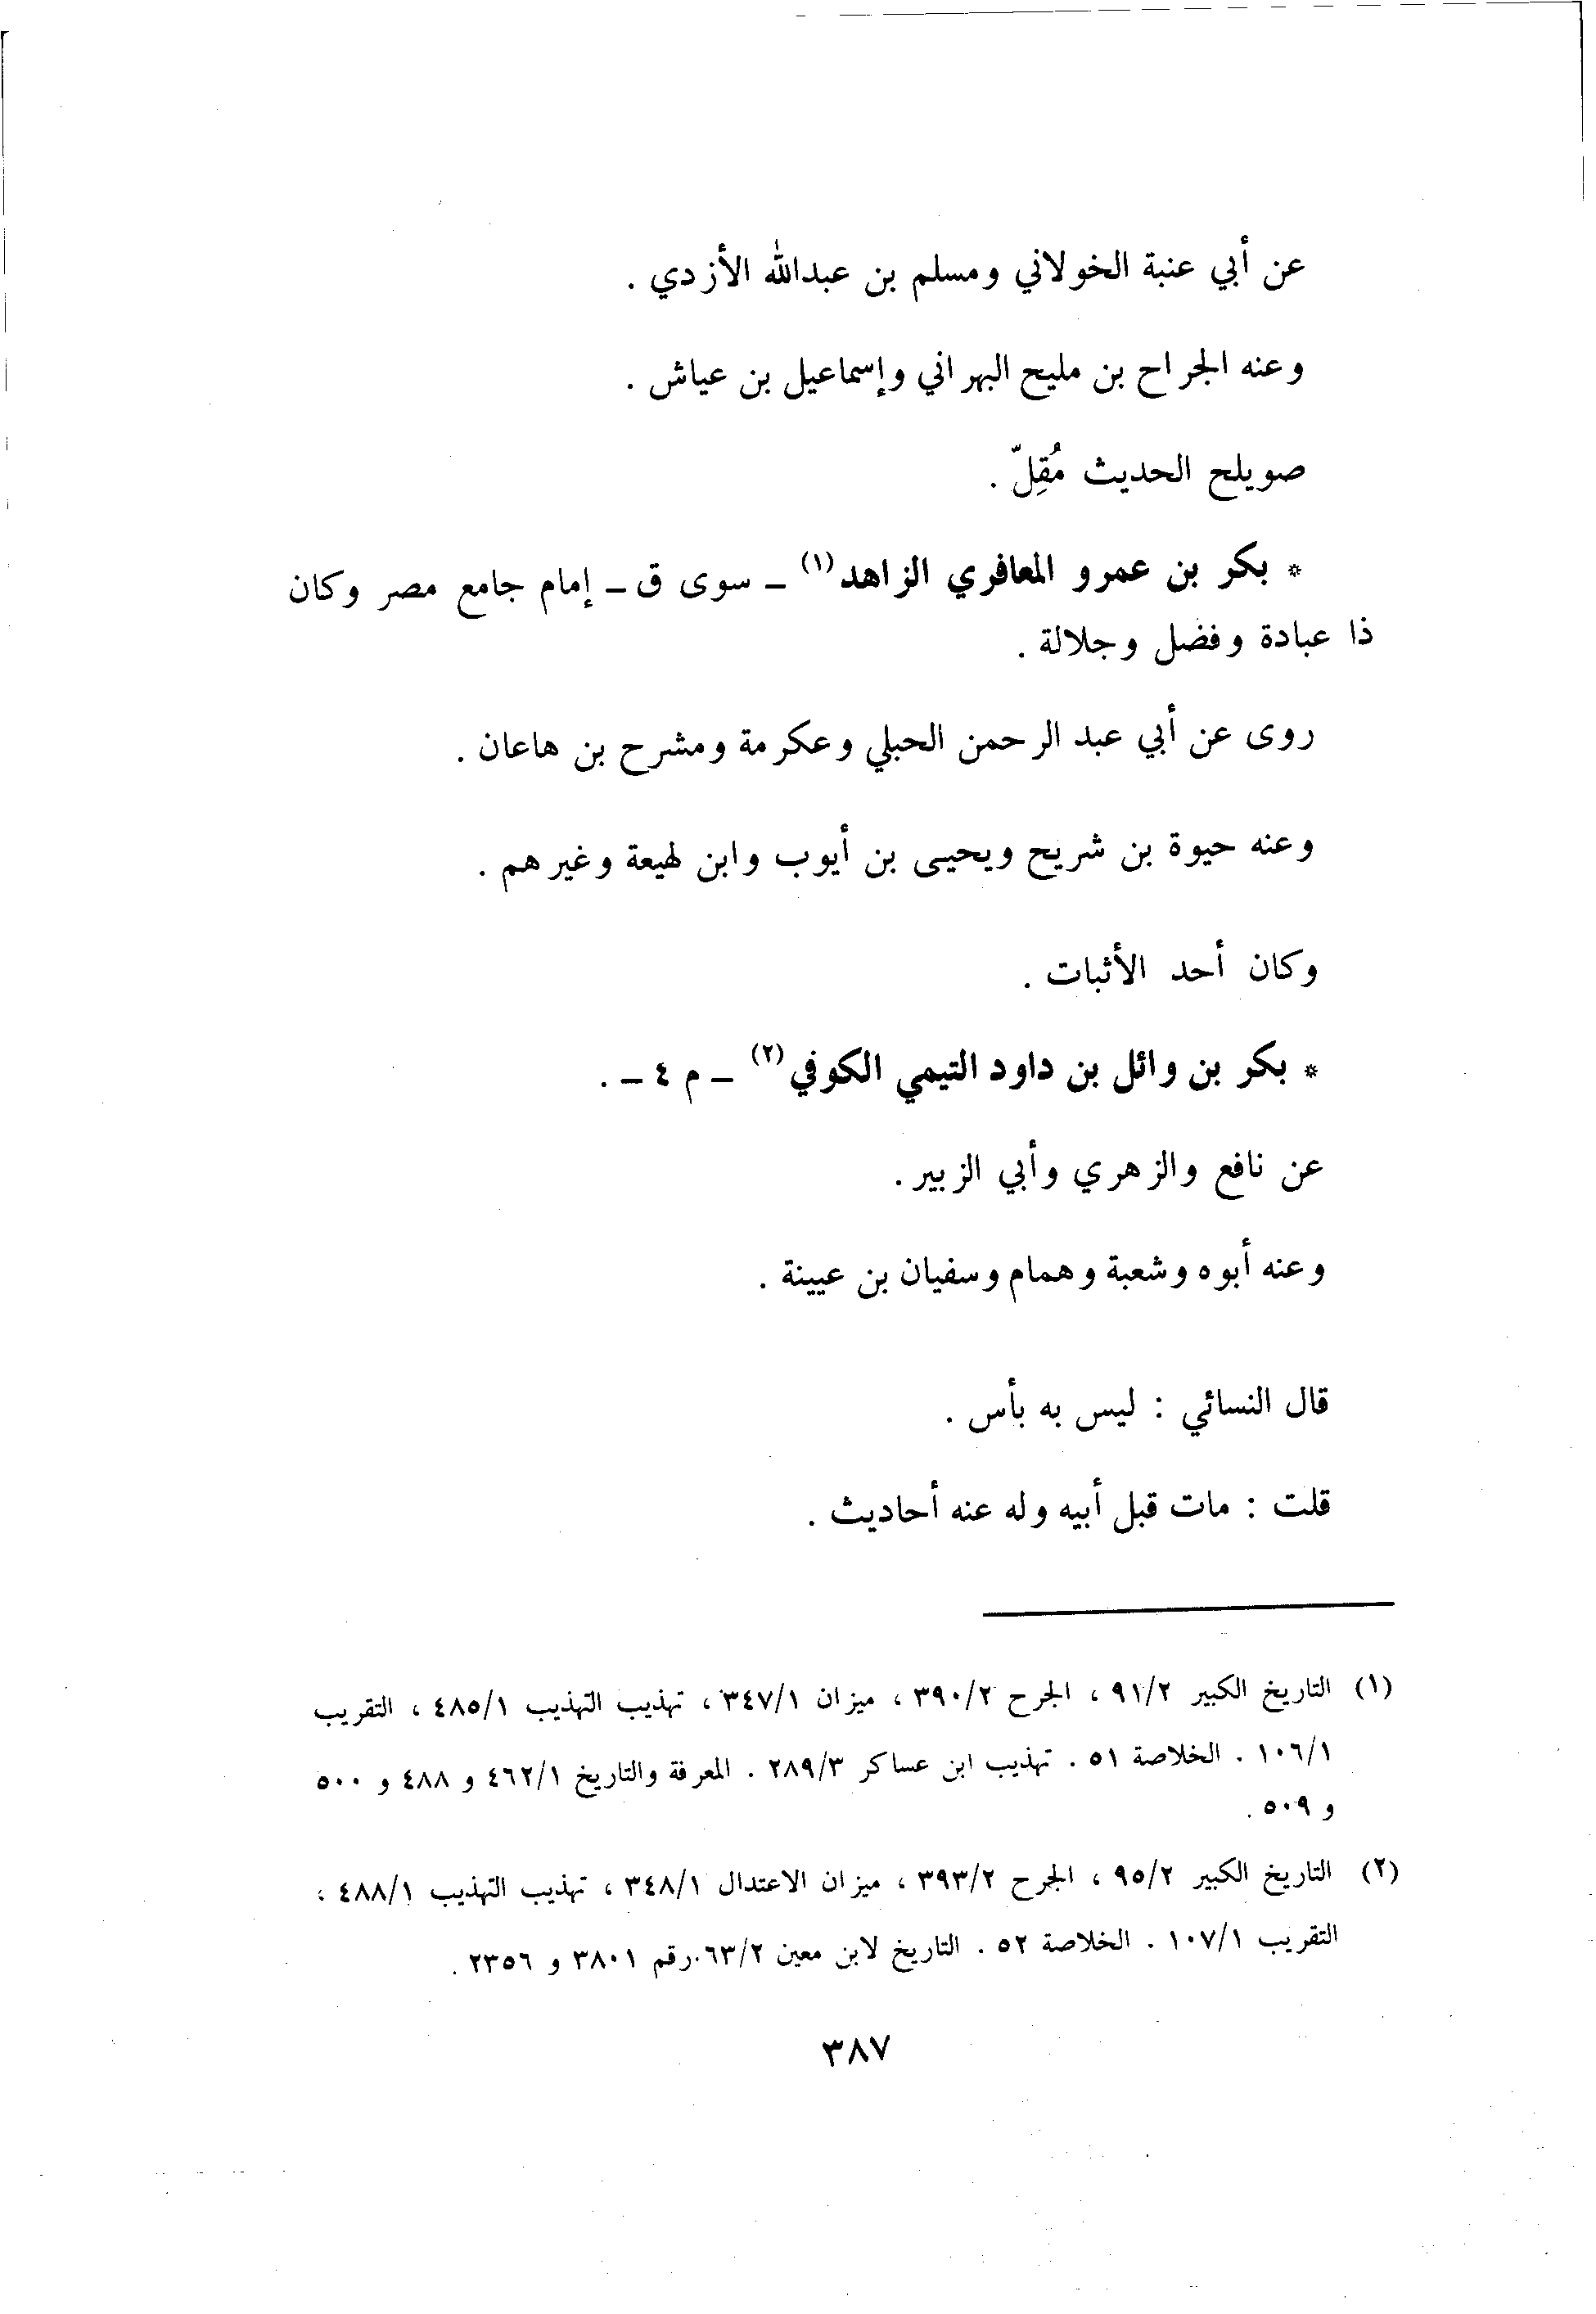 عن أبي عنبة الخولاني ومسلم بن عبدالله الأزدي .
وعنه الجراح بن مليح البهراني وإسماعيل بن عياش .
صويلح الحديث مُقِلّ .
* بكر بن عمرو المعافري الزاهد(١) ــ سوى ق ــ إمام جامع مصر وكان
ذا عبادة وفضل وجلالة .
روى عن أبي عبد الرحمن الحبلي وعكرمة ومشرح بن هاعان .
وعنه حيوة بن شريح ويحيى بن أيوب وابن لهيعة وغيرهم .
وكان أحد الأثبات .
* بكر بن وائل بن داود التيمي الكوفي(٢) ــ م ٤ ــ .
عن نافع والزهري وأبي الزبير .
وعنه أبوه وشعبة وهمام وسفيان بن عيينة .
قال النسائي : ليس به بأس .
قلت : مات قبل أبيه وله عنه أحاديث .
(١) التاريخ الكبير ٩١/٢ ، الجرح ٣٩٠/٢ ، ميزان ٣٤٧/١ ، تهذيب التهذيب ٤٨٥/١ ، التقريب
١٠٦/١ . الخلاصة ٥١ . تهذيب ابن عساكر ٢٨٩/٣ . المعرفة والتاريخ ٤٦٢/١ و ٤٨٨ و ٥٠٠
و ٥٠٩ .
(٢) التاريخ الكبير ٩٥/٢ ، الجرح ٣٩٣/٢ ، ميزان الاعتدال ٣٤٨/١ ، تهذيب التهذيب ٤٨٨/١ ،
التقريب ١٠٧/١ . الخلاصة ٥٢ . التاريخ لابن معين ٦٣/٢ .رقم ٣٨٠١ و ٢٣٥٦ .
٣٨٧